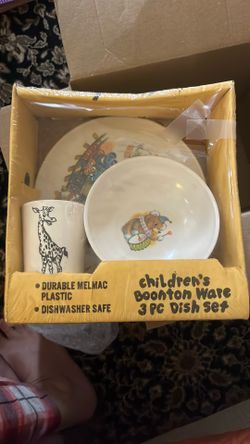 • DURABLE MELMAC
PLASTIC
• DISHWASHER SAFE
children's
Boonton Ware
3 PC Dish Set